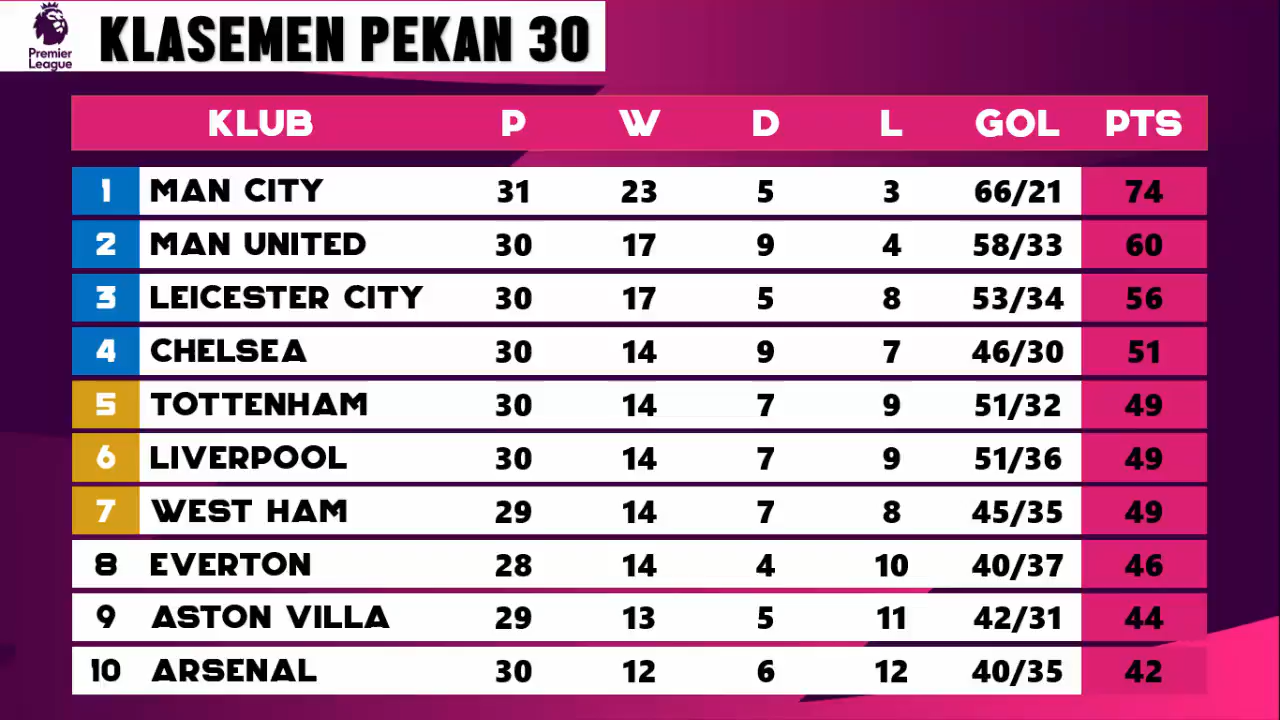 Premier
League
KLASEMEN PEKAN 30
KLUB P W D L GOL PTS
1 MAN CITY 31 23 5 3 66/21 74
2 MAN UNITED 30 17 9 4 58/33 60
3 LEICESTER CITY 30 17 5 8 53/34 56
4 CHELSEA 30 14 9 7 46/30 51
5 TOTTENHAM 30 14 7 9 51/32 49
6 LIVERPOOL 30 14 7 9 51/36 49
7 WEST HAM 29 14 7 8 45/35 49
8 EVERTON 28 14 4 10 40/37 46
9 ASTON VILLA 29 13 5 11 42/31 44
10 ARSENAL 30 12 6 12 40/35 42